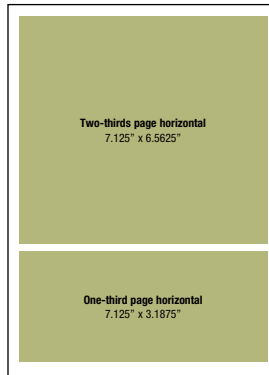 Two-thirds page horizontal
7.125” x 6.5625”
One-third page horizontal
7.125” x 3.1875”